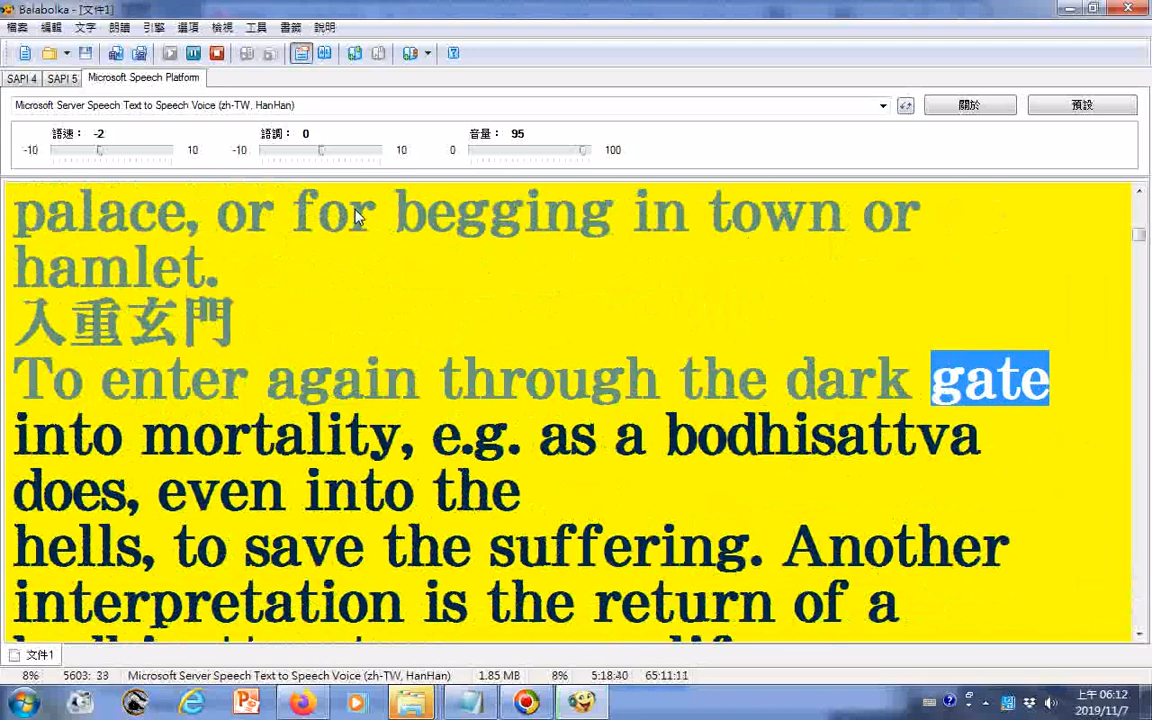 Balabolka - [文件1]
檔案 編輯 文字 朗讀 引擎 選項 檢視 工具 書籤 說明
SAPI 4 SAPI 5 Microsoft Speech Platform
Microsoft Server Speech Text to Speech Voice (zh-TW, HanHan) 關於 預設
語速： -2 語調： 0 音量： 95
-10 10 -10 10 0 100
palace, or for begging in town or
hamlet.
入重玄門
To enter again through the dark gate
into mortality, e.g. as a bodhisattva
does, even into the
hells, to save the suffering. Another
interpretation is the return of a
文件1
8% 5603: 33 Microsoft Server Speech Text to Speech Voice (zh-TW, HanHan) 1.85 MB 8% 5:18:40 65:11:11
上午 06:12
2019/11/7